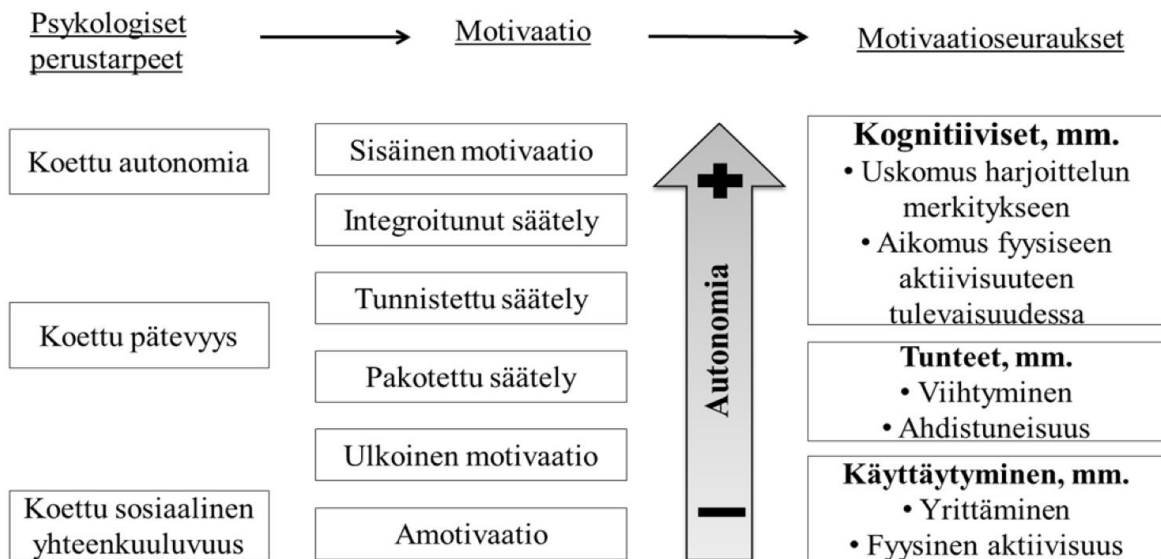 Psykologiset
perustarpeet
Motivaatio
Motivaatioseuraukset
Koettu autonomia
Koettu pätevyys
Koettu sosiaalinen
yhteenkuuluvuus
Sisäinen motivaatio
Integroitunut säätely
Tunnistettu säätely
Pakotettu säätely
Ulkoinen motivaatio
Amotivaatio
+
Autonomia
−
Kognitiiviset, mm.
• Uskomus harjoittelun
merkitykseen
• Aikomus fyysiseen
aktiivisuuteen
tulevaisuudessa
Tunteet, mm.
• Viihtyminen
• Ahdistuneisuus
Käyttäytyminen, mm.
• Yrittäminen
• Fyysinen aktiivisuus